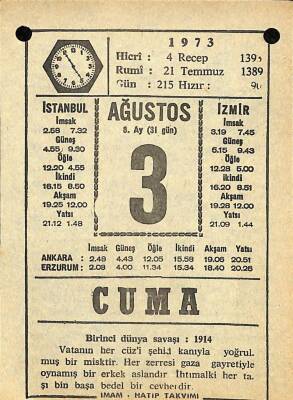 1973
Hicrî : 4 Recep 139
Rumî : 21 Temmuz 1389
Gün : 215 Hızır :
İSTANBUL
İmsak
2.58 7.32
Güneş
4.55 9.30
Öğle
12.20 4.55
İkindi
16.15 8.50
Akşam
19.25 12.00
Yatsı
21.12 1.48
AĞUSTOS
8. Ay (31 gün)
3
İZMİR
İmsak
3.19 7.45
Güneş
5.15 9.43
Öğle
12.28 5.00
İkindi
16.20 8.51
Akşam
19.28 12.00
Yatsı
21.09 1.44
İmsak Güneş Öğle İkindi Akşam Yatsı
ANKARA : 2.48 4.43 12.05 15.58 19.06 20.51
ERZURUM : 2.08 4.00 11.34 15.34 18.40 20.26
CUMA
Birinci dünya savaşı : 1914
Vatanın her cüz'i şehid kanıyla yoğrul.
muş bir misktir. Her zerresi gaza gayretiyle
oynamış bir erkek aslandır İhtimalki her ta.
şı bin başa bedel bir cevherdir.
İMAM - HATİP TAKVİMİ